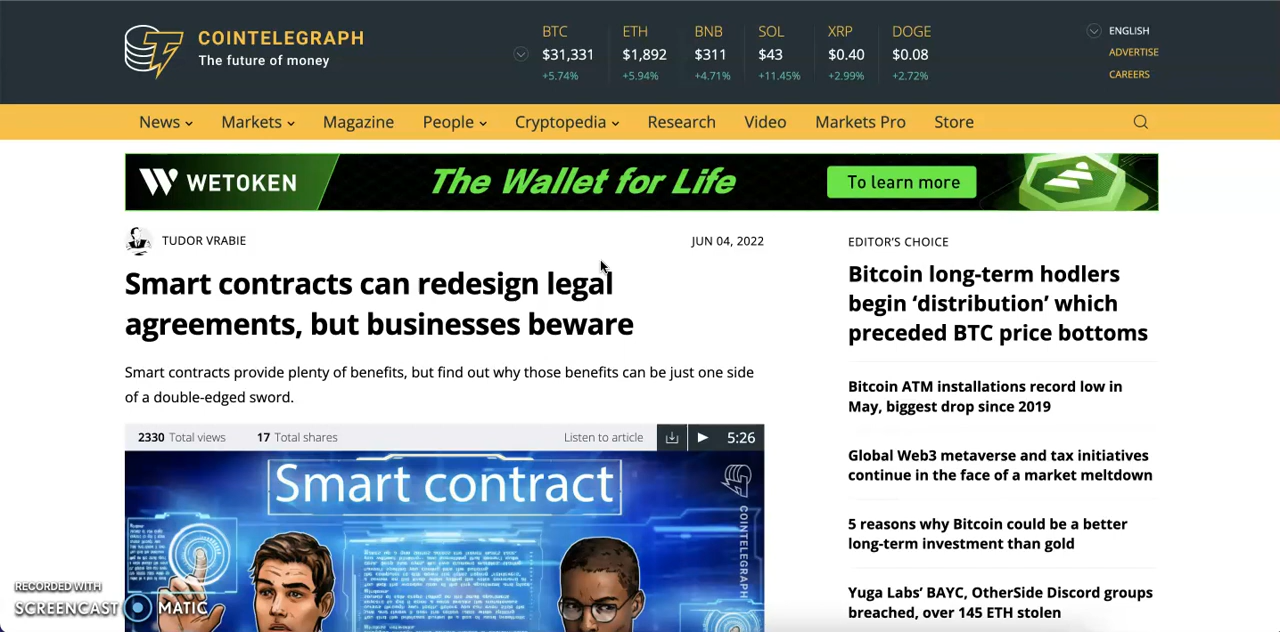 COINTELEGRAPH
The future of money
BTC
$31,331
+5.74%
ETH
$1,892
+5.94%
BNB
$311
+4.71%
SOL
$43
+11.45%
XRP
$0.40
+2.99%
DOGE
$0.08
+2.72%
ENGLISH
ADVERTISE
CAREERS
News
Markets
Magazine
People
Cryptopedia
Research
Video
Markets Pro
Store
WETOKEN
The Wallet for Life
To learn more
TUDOR VRABIE
JUN 04, 2022
Smart contracts can redesign legal
agreements, but businesses beware
Smart contracts provide plenty of benefits, but find out why those benefits can be just one side
of a double-edged sword.
2330 Total views
17 Total shares
Listen to article
5:26
Smart contract
COINTELEGRAPH
EDITOR'S CHOICE
Bitcoin long-term hodlers
begin ‘distribution’ which
preceded BTC price bottoms
Bitcoin ATM installations record low in
May, biggest drop since 2019
Global Web3 metaverse and tax initiatives
continue in the face of a market meltdown
5 reasons why Bitcoin could be a better
long-term investment than gold
Yuga Labs’ BAYC, OtherSide Discord groups
breached, over 145 ETH stolen
RECORDED WITH
SCREENCAST MATIC